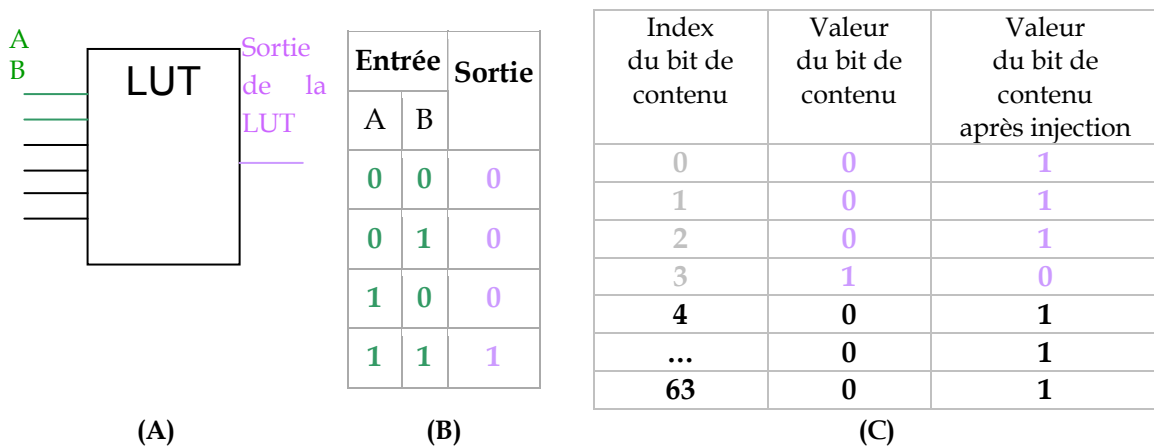 A
B
LUT
Sortie
de la
LUT
(A)
Entrée Sortie
A B
0 0 0
0 1 0
1 0 0
1 1 1
(B)
Index Valeur Valeur
du bit de du bit de du bit de
contenu contenu contenu
après injection
0 0 1
1 0 1
2 0 1
3 1 0
4 0 1
... 0 1
63 0 1
(C)